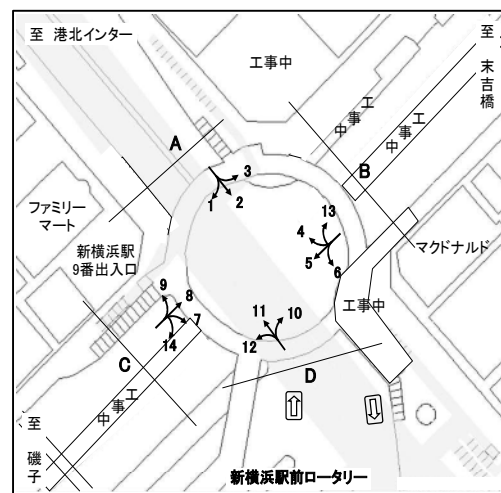 至 港北インター
工事中
至
末吉橋
工事中
工事中
A
B
3
1
2
ファミリー
マート
13
4
5
6
マクドナルド
新横浜駅
9番出入口
9
8
7
14
11
10
12
工事中
C
D
工事中
至
磯子
新横浜駅前ロータリー